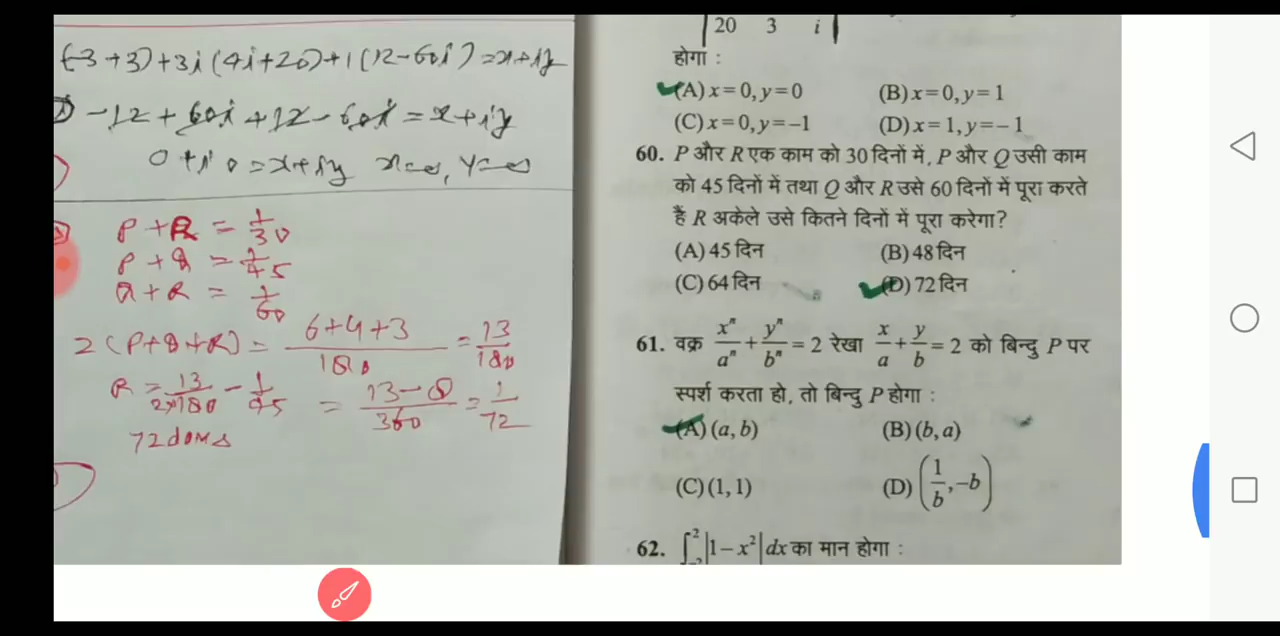 (-3+3)+3i(4i+20)+1(12-60i)=x+iy
-12+60i+12-60i=x+iy
0+i0=x+iy x=0, y=0
P+R = 1/30
P+Q = 1/45
Q+R = 1/60
2(P+Q+R) = 6+4+3/180 = 13/180
R = 13/2×180 - 1/45 = 13-8/360 = 1/72
20 3 i
होगा :
(A) x = 0, y = 0 (B) x = 0, y = 1
(C) x = 0, y = -1 (D) x = 1, y = -1
60. P और R एक काम को 30 दिनों में, P और Q उसी काम
को 45 दिनों में तथा Q और R उसे 60 दिनों में पूरा करते
हैं R अकेले उसे कितने दिनों में पूरा करेगा?
(A) 45 दिन (B) 48 दिन
(C) 64 दिन (D) 72 दिन
61. वक्र xⁿ/aⁿ + yⁿ/bⁿ = 2 रेखा x/a + y/b = 2 को बिन्दु P पर
स्पर्श करता हो, तो बिन्दु P होगा :
(A) (a, b) (B) (b, a)
(C) (1, 1) (D) (1/b, -b)
62. ∫₋₂² |1 - x²| dx का मान होगा :